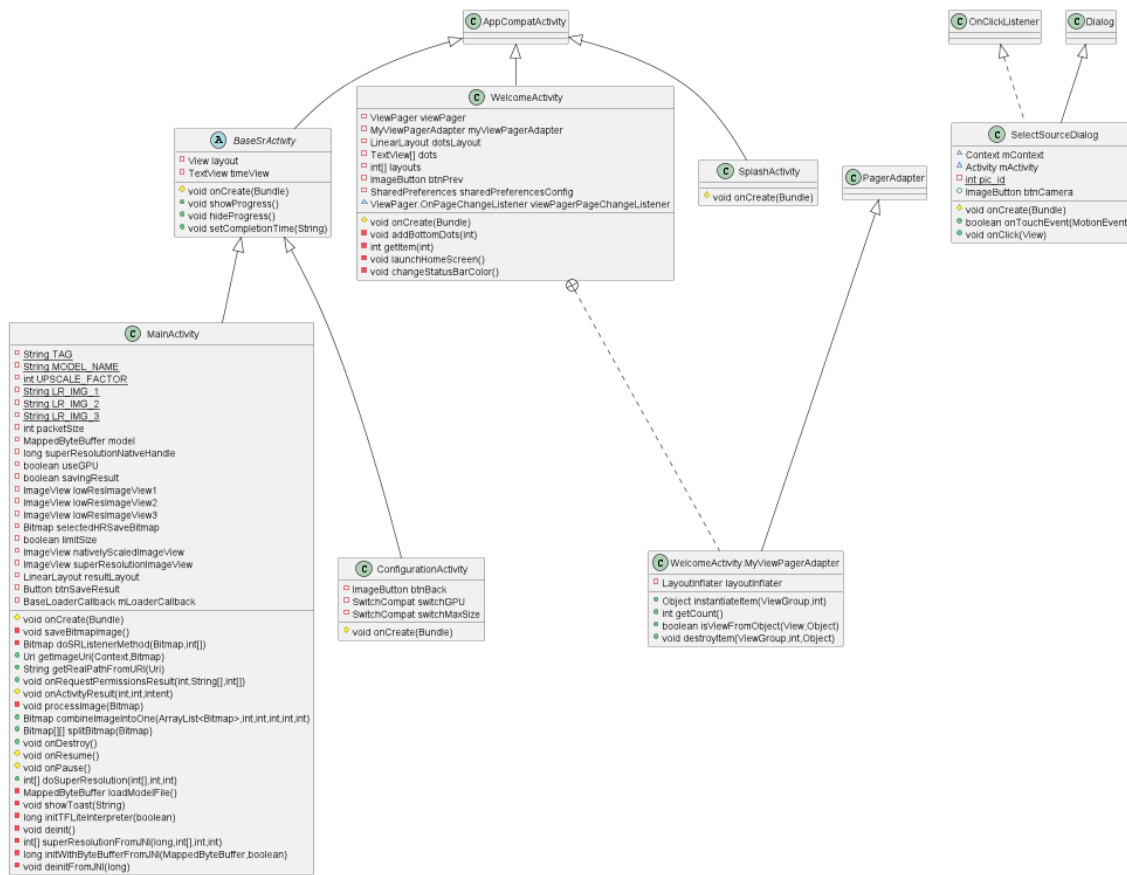 C AppCompatActivity
C OnClickListener
C Dialog
C WelcomeActivity
ViewPager viewPager
MyViewPagerAdapter myViewPagerAdapter
LinearLayout dotsLayout
TextView[] dots
int[] layouts
ImageButton btnPrev
SharedPreferences sharedPreferencesConfig
ViewPager.OnPageChangeListener viewPagerPageChangeListener
void onCreate(Bundle)
void addBottomDots(int)
int getItem(int)
void launchHomeScreen()
void changeStatusBarColor()
A BaseSrActivity
View layout
TextView timeView
void onCreate(Bundle)
void showProgress()
void hideProgress()
void setCompletionTime(String)
C SplashActivity
void onCreate(Bundle)
C PagerAdapter
C SelectSourceDialog
Context mContext
Activity mActivity
int pic_id
ImageButton btnCamera
void onCreate(Bundle)
boolean onTouchEvent(MotionEvent
void onClick(View)
C MainActivity
String TAG
String MODEL_NAME
int UPSCALE_FACTOR
String LR_IMG_1
String LR_IMG_2
String LR_IMG_3
int packetSize
MappedByteBuffer model
long superResolutionNativeHandle
boolean useGPU
boolean savingResult
ImageView lowResImageView1
ImageView lowResImageView2
ImageView lowResImageView3
Bitmap selectedHRSaveBitmap
boolean limitSize
ImageView nativelyScaledImageView
ImageView superResolutionImageView
LinearLayout resultLayout
Button btnSaveResult
BaseLoaderCallback mLoaderCallback
void onCreate(Bundle)
void saveBitmapImage()
Bitmap doSRListenerMethod(Bitmap,int[])
Uri getImageUri(Context,Bitmap)
String getRealPathFromURI(Uri)
void onRequestPermissionsResult(int,String[],int[])
void onActivityResult(int,int,Intent)
void processImage(Bitmap)
Bitmap combineImageIntoOne(ArrayList<Bitmap>,int,int,int,int,int)
Bitmap[][] splitBitmap(Bitmap)
void onDestroy()
void onResume()
void onPause()
int[] doSuperResolution(int[],int,int)
MappedByteBuffer loadModelFile()
void showToast(String)
long initTFLiteInterpreter(boolean)
void deinit()
int[] superResolutionFromJNI(long,int[],int,int)
long initWithByteBufferFromJNI(MappedByteBuffer,boolean)
void deinitFromJNI(long)
C ConfigurationActivity
ImageButton btnBack
SwitchCompat switchGPU
SwitchCompat switchMaxSize
void onCreate(Bundle)
C WelcomeActivity.MyViewPagerAdapter
LayoutInflater layoutInflater
Object instantiateItem(ViewGroup,int)
int getCount()
boolean isViewFromObject(View,Object)
void destroyItem(ViewGroup,int,Object)